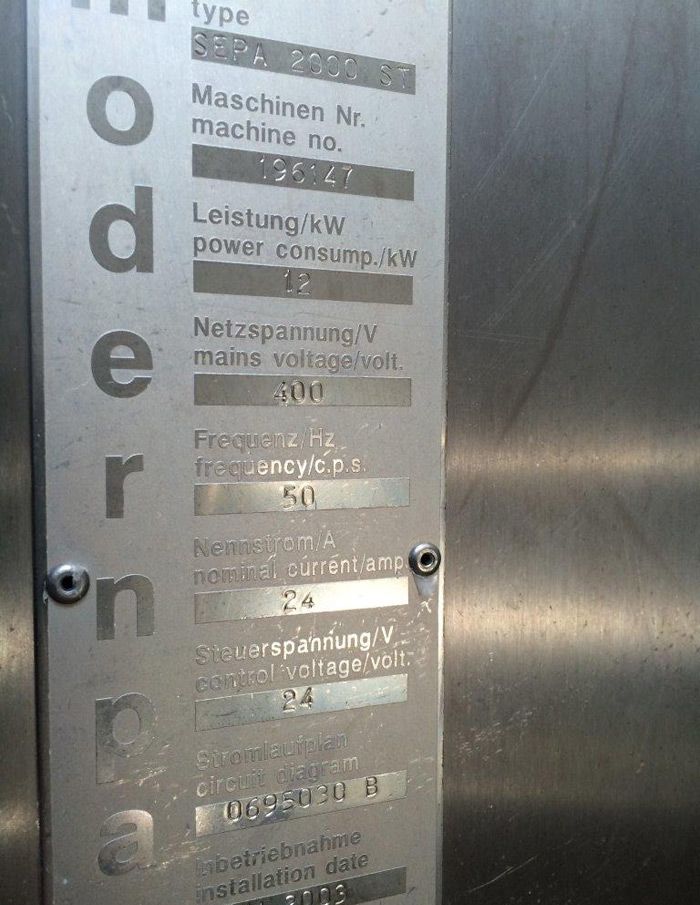 modernpa
type
SEPA 2000 ST
Maschinen Nr.
machine no.
196147
Leistung/kW
power consump./kW
12
Netzspannung/V
mains voltage/volt.
400
Frequenz/Hz
frequency/c.p.s.
50
Nennstrom/A
nominal current/amp.
24
Steuerspannung/V
control voltage/volt.
24
Stromlaufplan
circuit diagram
0695030 B
Inbetriebnahme
installation date
2003